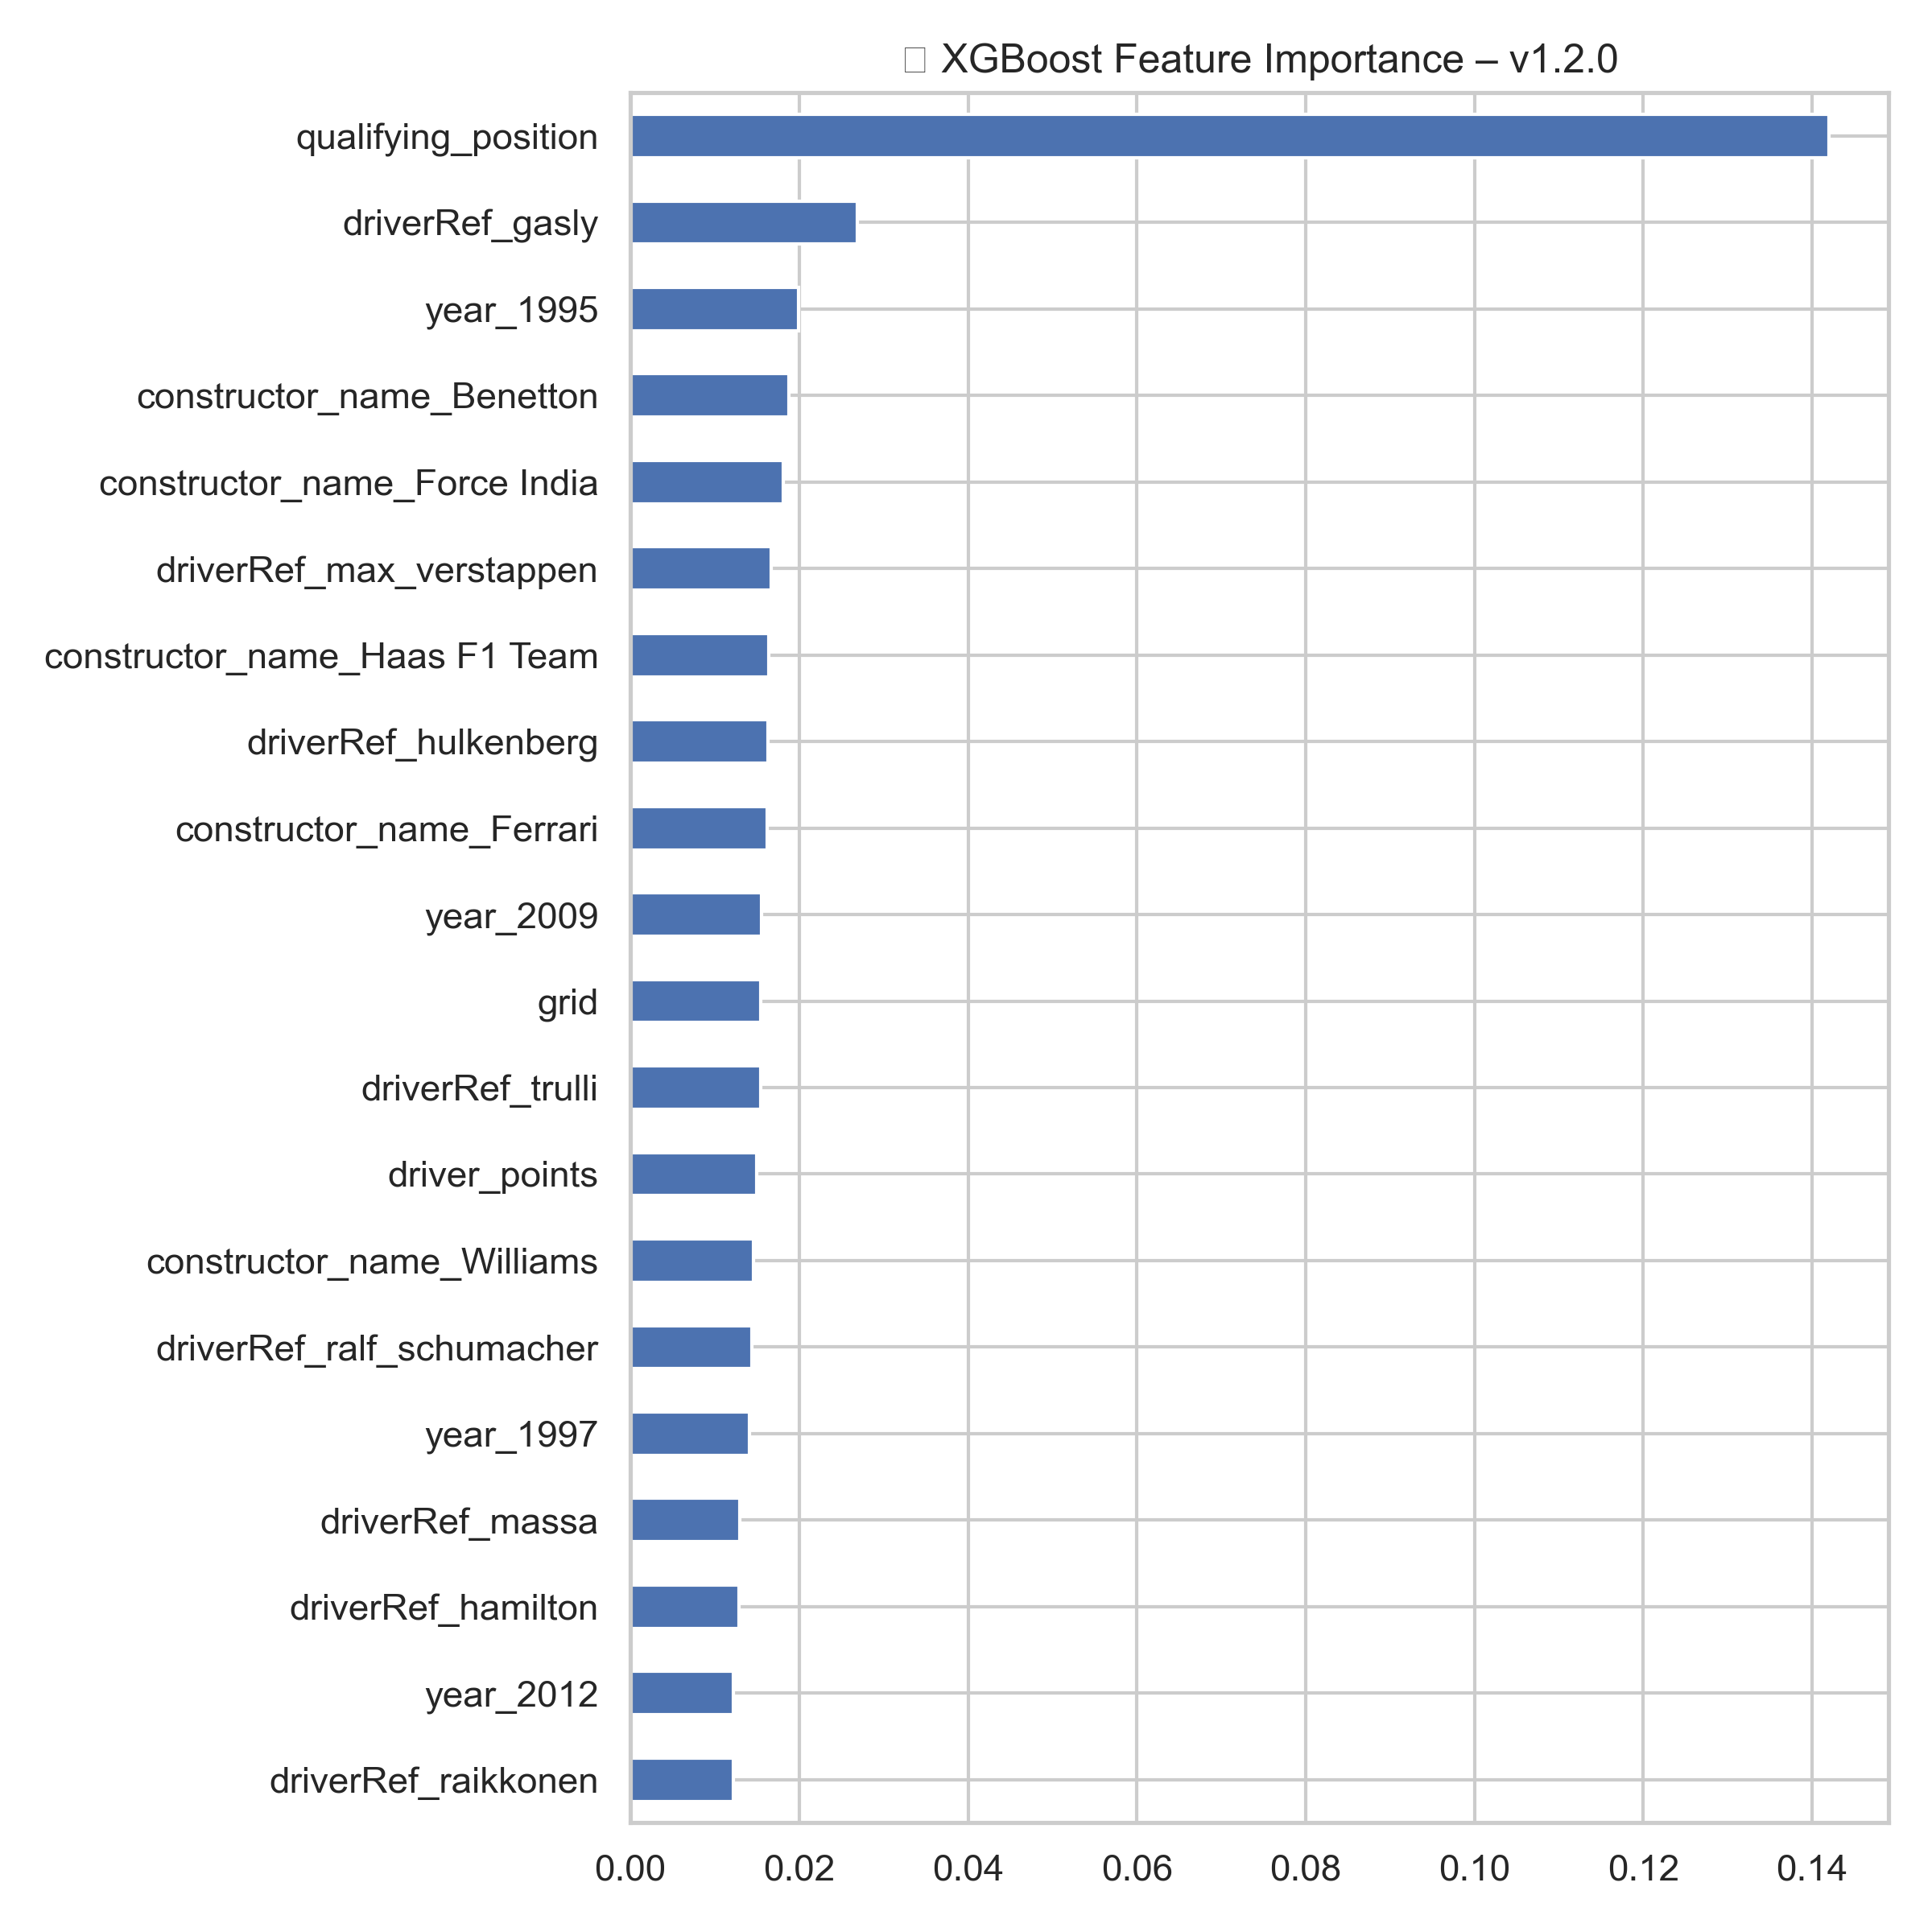 XGBoost Feature Importance – v1.2.0
qualifying_position
driverRef_gasly
year_1995
constructor_name_Benetton
constructor_name_Force India
driverRef_max_verstappen
constructor_name_Haas F1 Team
driverRef_hulkenberg
constructor_name_Ferrari
year_2009
grid
driverRef_trulli
driver_points
constructor_name_Williams
driverRef_ralf_schumacher
year_1997
driverRef_massa
driverRef_hamilton
year_2012
driverRef_raikkonen
0.00 0.02 0.04 0.06 0.08 0.10 0.12 0.14